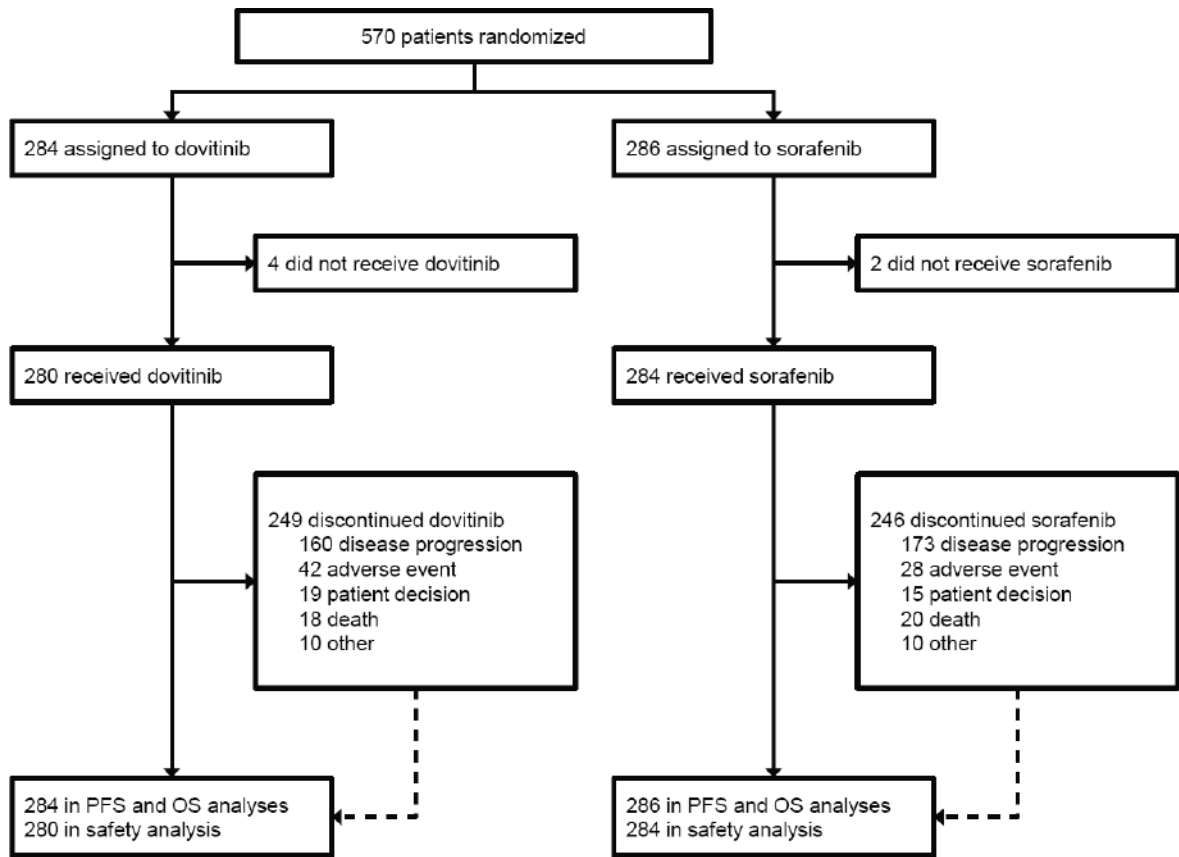 570 patients randomized
284 assigned to dovitinib
286 assigned to sorafenib
4 did not receive dovitinib
2 did not receive sorafenib
280 received dovitinib
284 received sorafenib
249 discontinued dovitinib
160 disease progression
42 adverse event
19 patient decision
18 death
10 other
246 discontinued sorafenib
173 disease progression
28 adverse event
15 patient decision
20 death
10 other
284 in PFS and OS analyses
280 in safety analysis
286 in PFS and OS analyses
284 in safety analysis